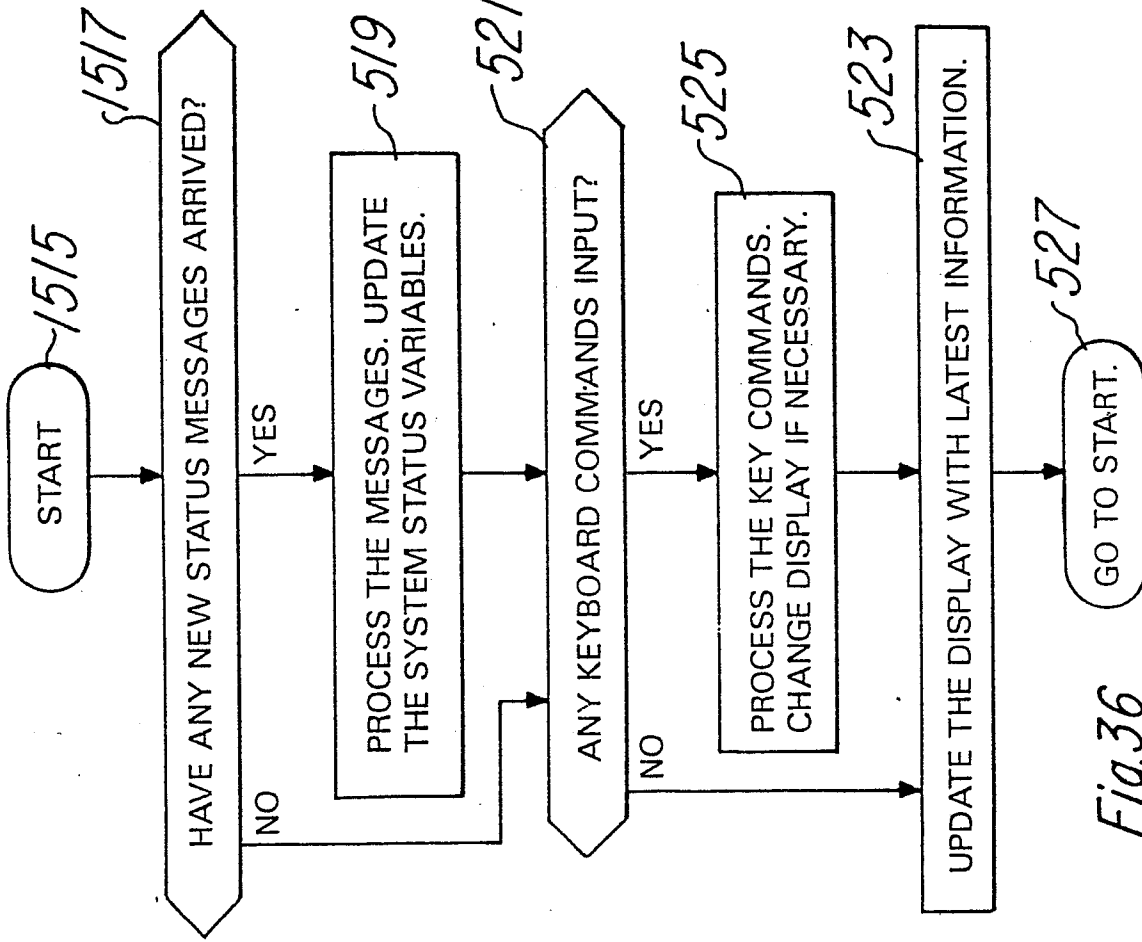 START
515
HAVE ANY NEW STATUS MESSAGES ARRIVED?
517
NO
YES
PROCESS THE MESSAGES. UPDATE
THE SYSTEM STATUS VARIABLES.
519
ANY KEYBOARD COMMANDS INPUT?
521
NO
YES
PROCESS THE KEY COMMANDS.
CHANGE DISPLAY IF NECESSARY.
525
UPDATE THE DISPLAY WITH LATEST INFORMATION.
523
GO TO START.
527
Fig.36